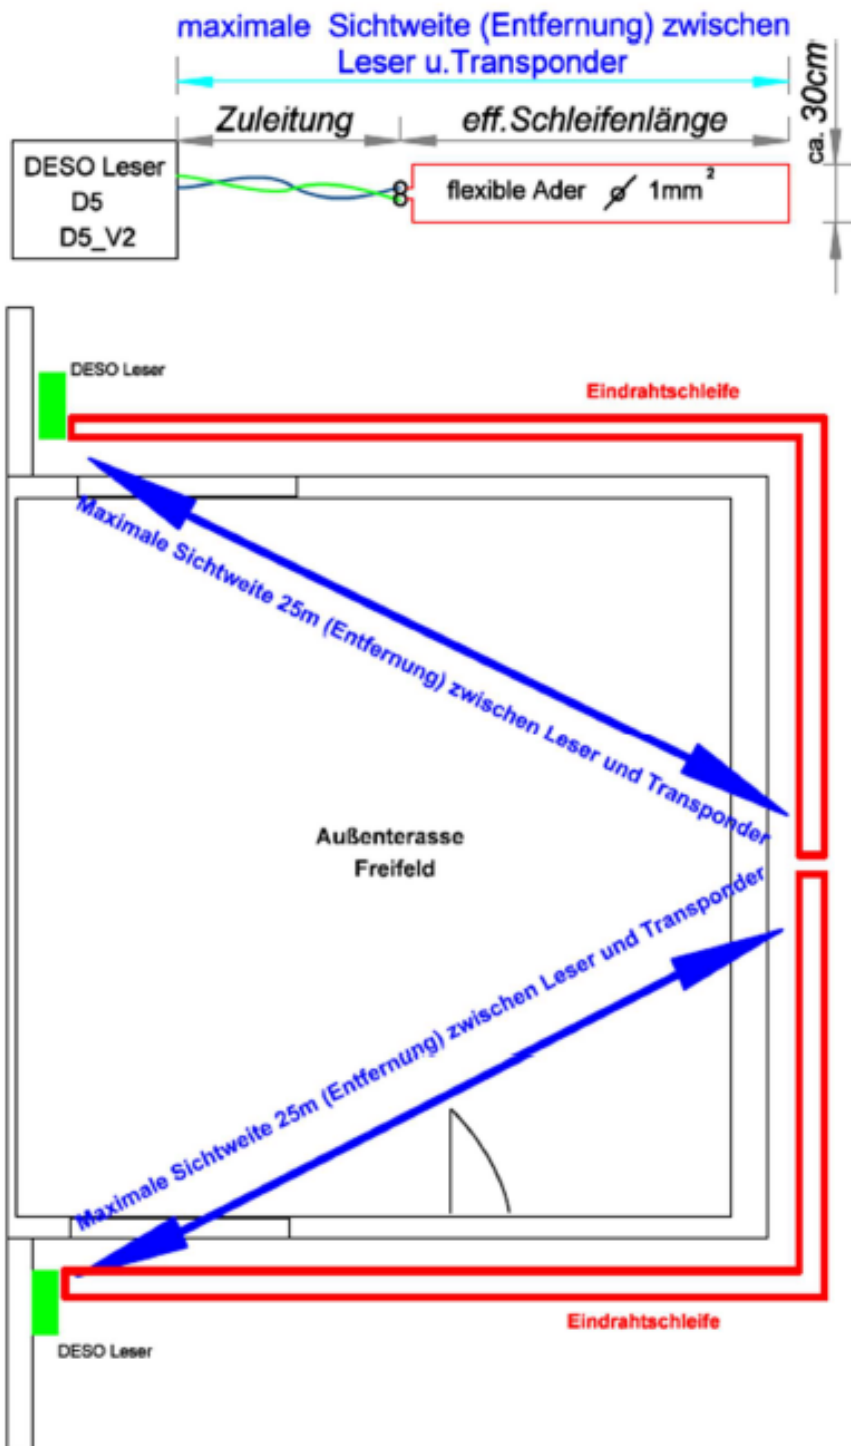 maximale Sichtweite (Entfernung) zwischen
Leser u.Transponder
Zuleitung
eff.Schleifenlänge
ca. 30cm
DESO Leser
D5
D5_V2
flexible Ader ⌀ 1mm²
DESO Leser
Eindrahtschleife
Maximale Sichtweite 25m (Entfernung) zwischen Leser und Transponder
Außenterasse
Freifeld
Maximale Sichtweite 25m (Entfernung) zwischen Leser und Transponder
Eindrahtschleife
DESO Leser